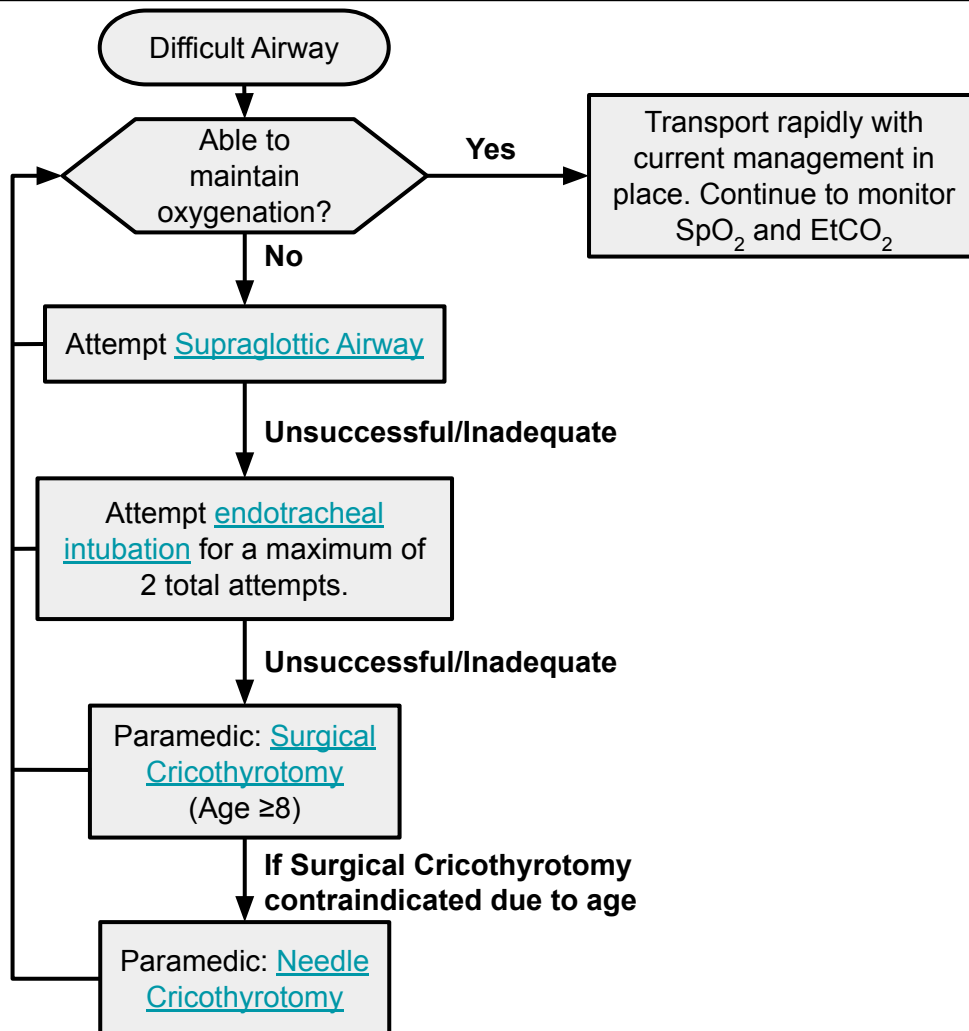 Difficult Airway
Able to
maintain
oxygenation?
Yes
Transport rapidly with
current management in
place. Continue to monitor
SpO₂ and EtCO₂
No
Attempt Supraglottic Airway
Unsuccessful/Inadequate
Attempt endotracheal
intubation for a maximum of
2 total attempts.
Unsuccessful/Inadequate
Paramedic: Surgical
Cricothyrotomy
(Age ≥8)
If Surgical Cricothyrotomy
contraindicated due to age
Paramedic: Needle
Cricothyrotomy